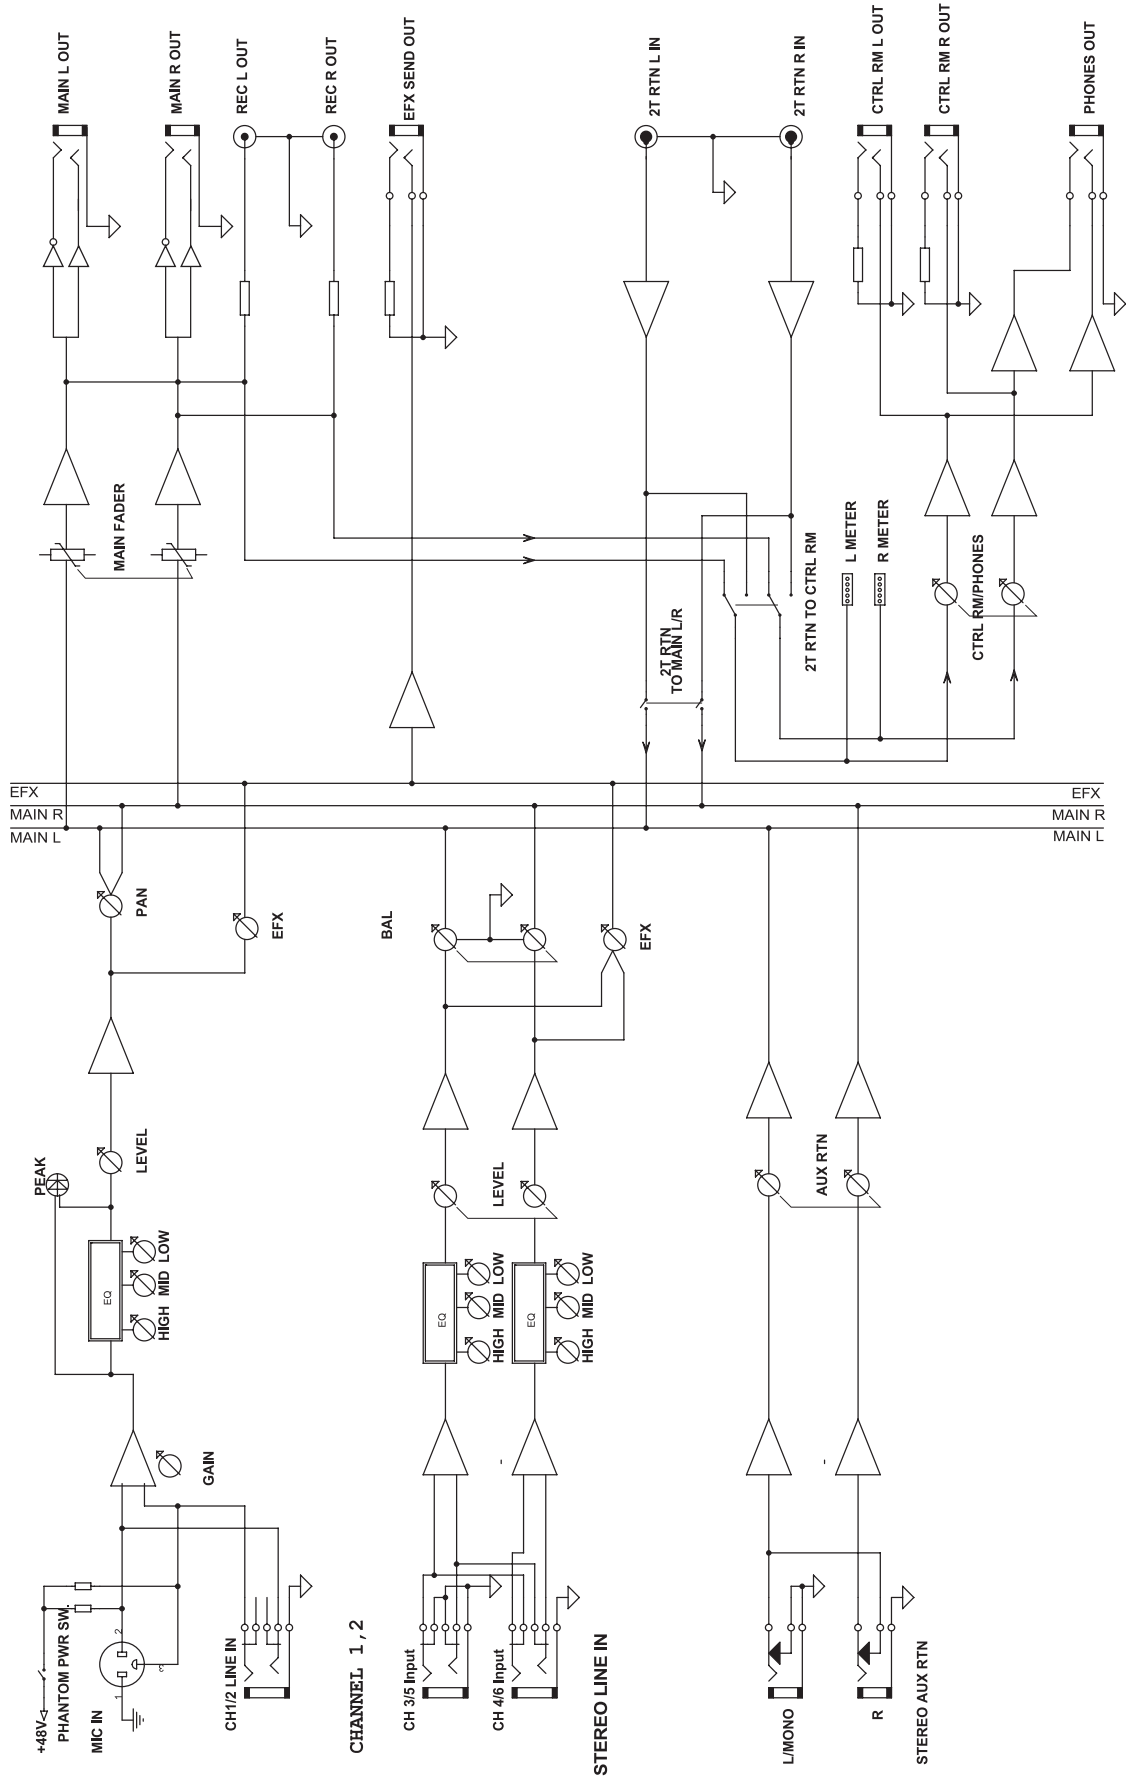 MAIN L OUT
MAIN R OUT
REC L OUT
REC R OUT
EFX SEND OUT
2T RTN L IN
2T RTN R IN
CTRL RM L OUT
CTRL RM R OUT
PHONES OUT
MAIN FADER
2T RTN
TO MAIN L/R
2T RTN TO CTRL RM
L METER
R METER
CTRL RM/PHONES
EFX
MAIN R
MAIN L
EFX
MAIN R
MAIN L
PAN
EFX
BAL
EFX
PEAK
LEVEL
LEVEL
AUX RTN
EQ
HIGH
MID
LOW
EQ
HIGH
MID
LOW
EQ
HIGH
MID
LOW
GAIN
+48V
PHANTOM PWR SW.
MIC IN
1
2
3
CH1/2 LINE IN
CHANNEL 1,2
CH 3/5 Input
CH 4/6 Input
STEREO LINE IN
L/MONO
R
STEREO AUX RTN